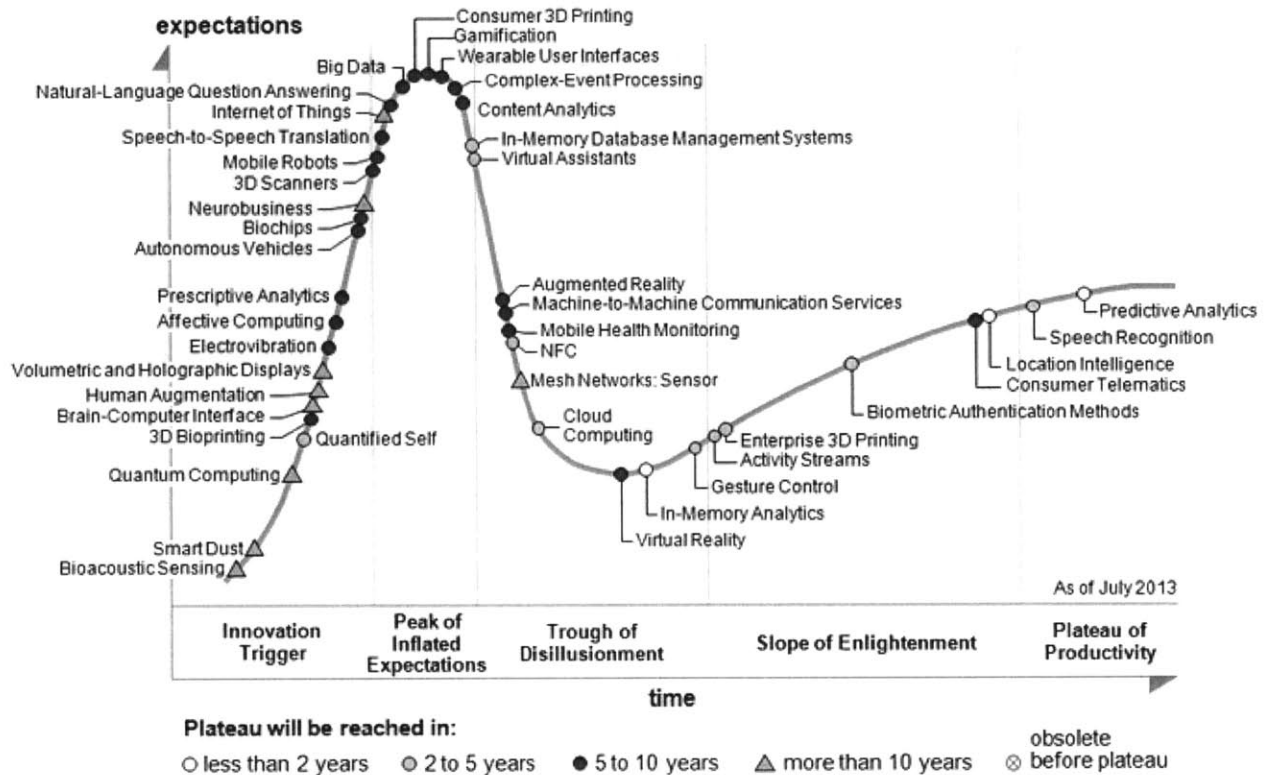 expectations
Consumer 3D Printing
Gamification
Wearable User Interfaces
Big Data
Complex-Event Processing
Natural-Language Question Answering
Content Analytics
Internet of Things
Speech-to-Speech Translation
In-Memory Database Management Systems
Mobile Robots
Virtual Assistants
3D Scanners
Neurobusiness
Biochips
Autonomous Vehicles
Augmented Reality
Prescriptive Analytics
Machine-to-Machine Communication Services
Predictive Analytics
Affective Computing
Mobile Health Monitoring
Speech Recognition
Electrovibration
NFC
Location Intelligence
Volumetric and Holographic Displays
Mesh Networks: Sensor
Consumer Telematics
Human Augmentation
Brain-Computer Interface
Cloud
Computing
Biometric Authentication Methods
3D Bioprinting
Quantified Self
Enterprise 3D Printing
Activity Streams
Quantum Computing
Gesture Control
In-Memory Analytics
Virtual Reality
Smart Dust
Bioacoustic Sensing
As of July 2013
Innovation
Trigger
Peak of
Inflated
Expectations
Trough of
Disillusionment
Slope of Enlightenment
Plateau of
Productivity
time
Plateau will be reached in:
less than 2 years
2 to 5 years
5 to 10 years
more than 10 years
obsolete
before plateau